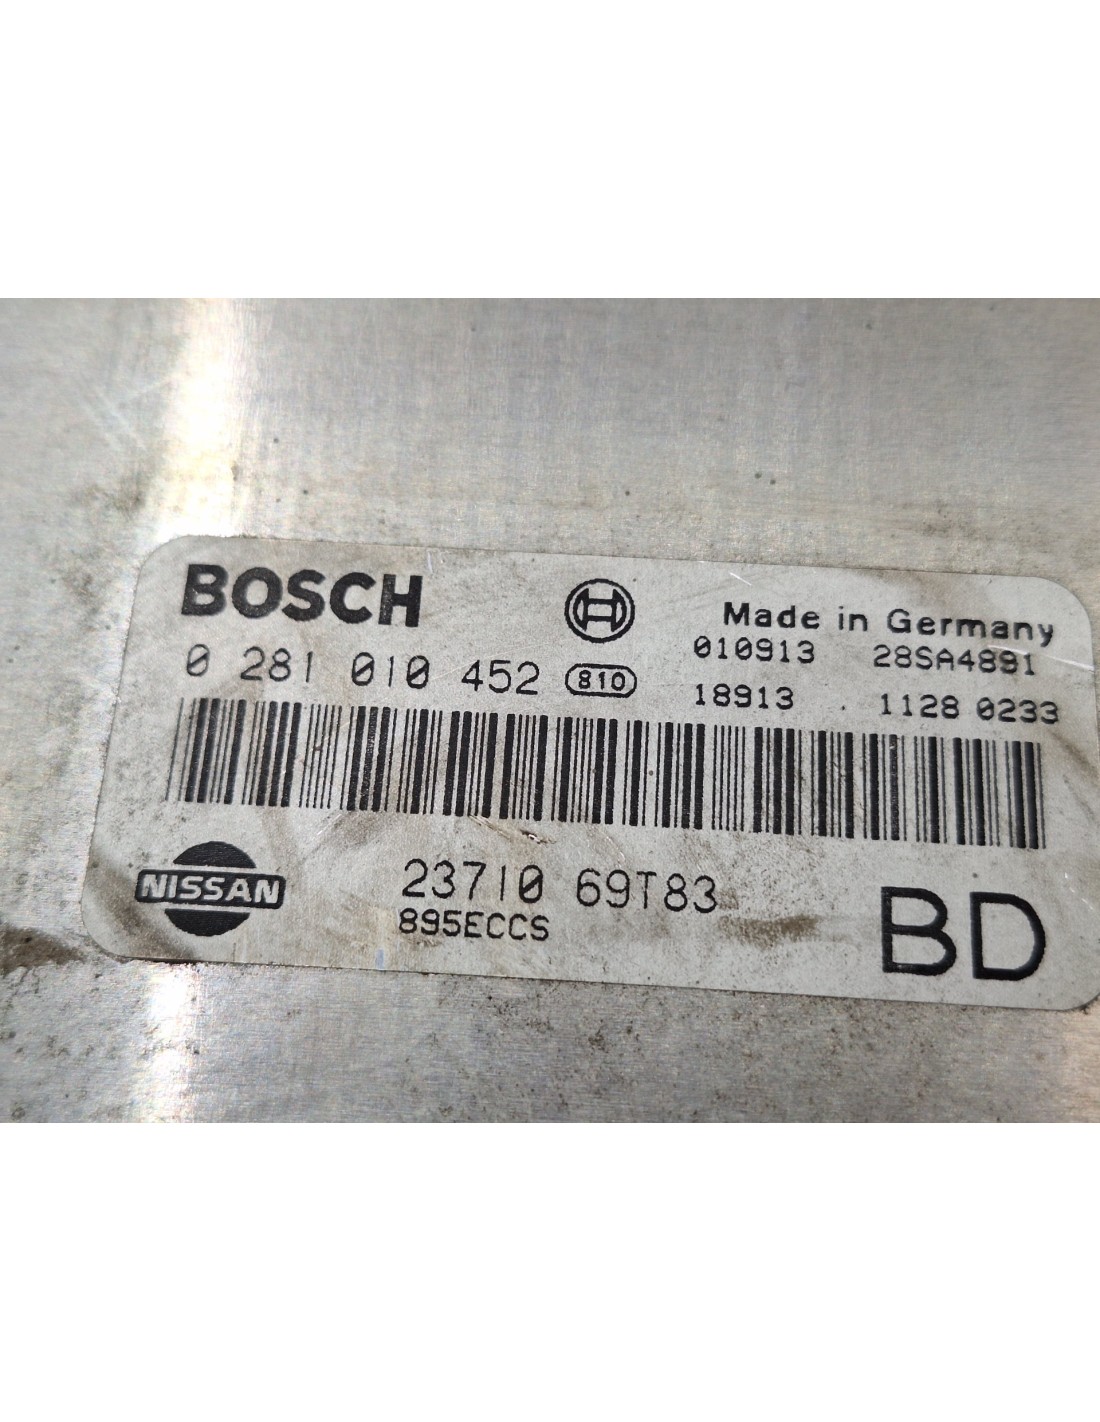 BOSCH
Made in Germany
0 281 010 452 810
010913 28SA4891
18913 . 1128 0233
NISSAN
23710 69T83
895ECCS
BD